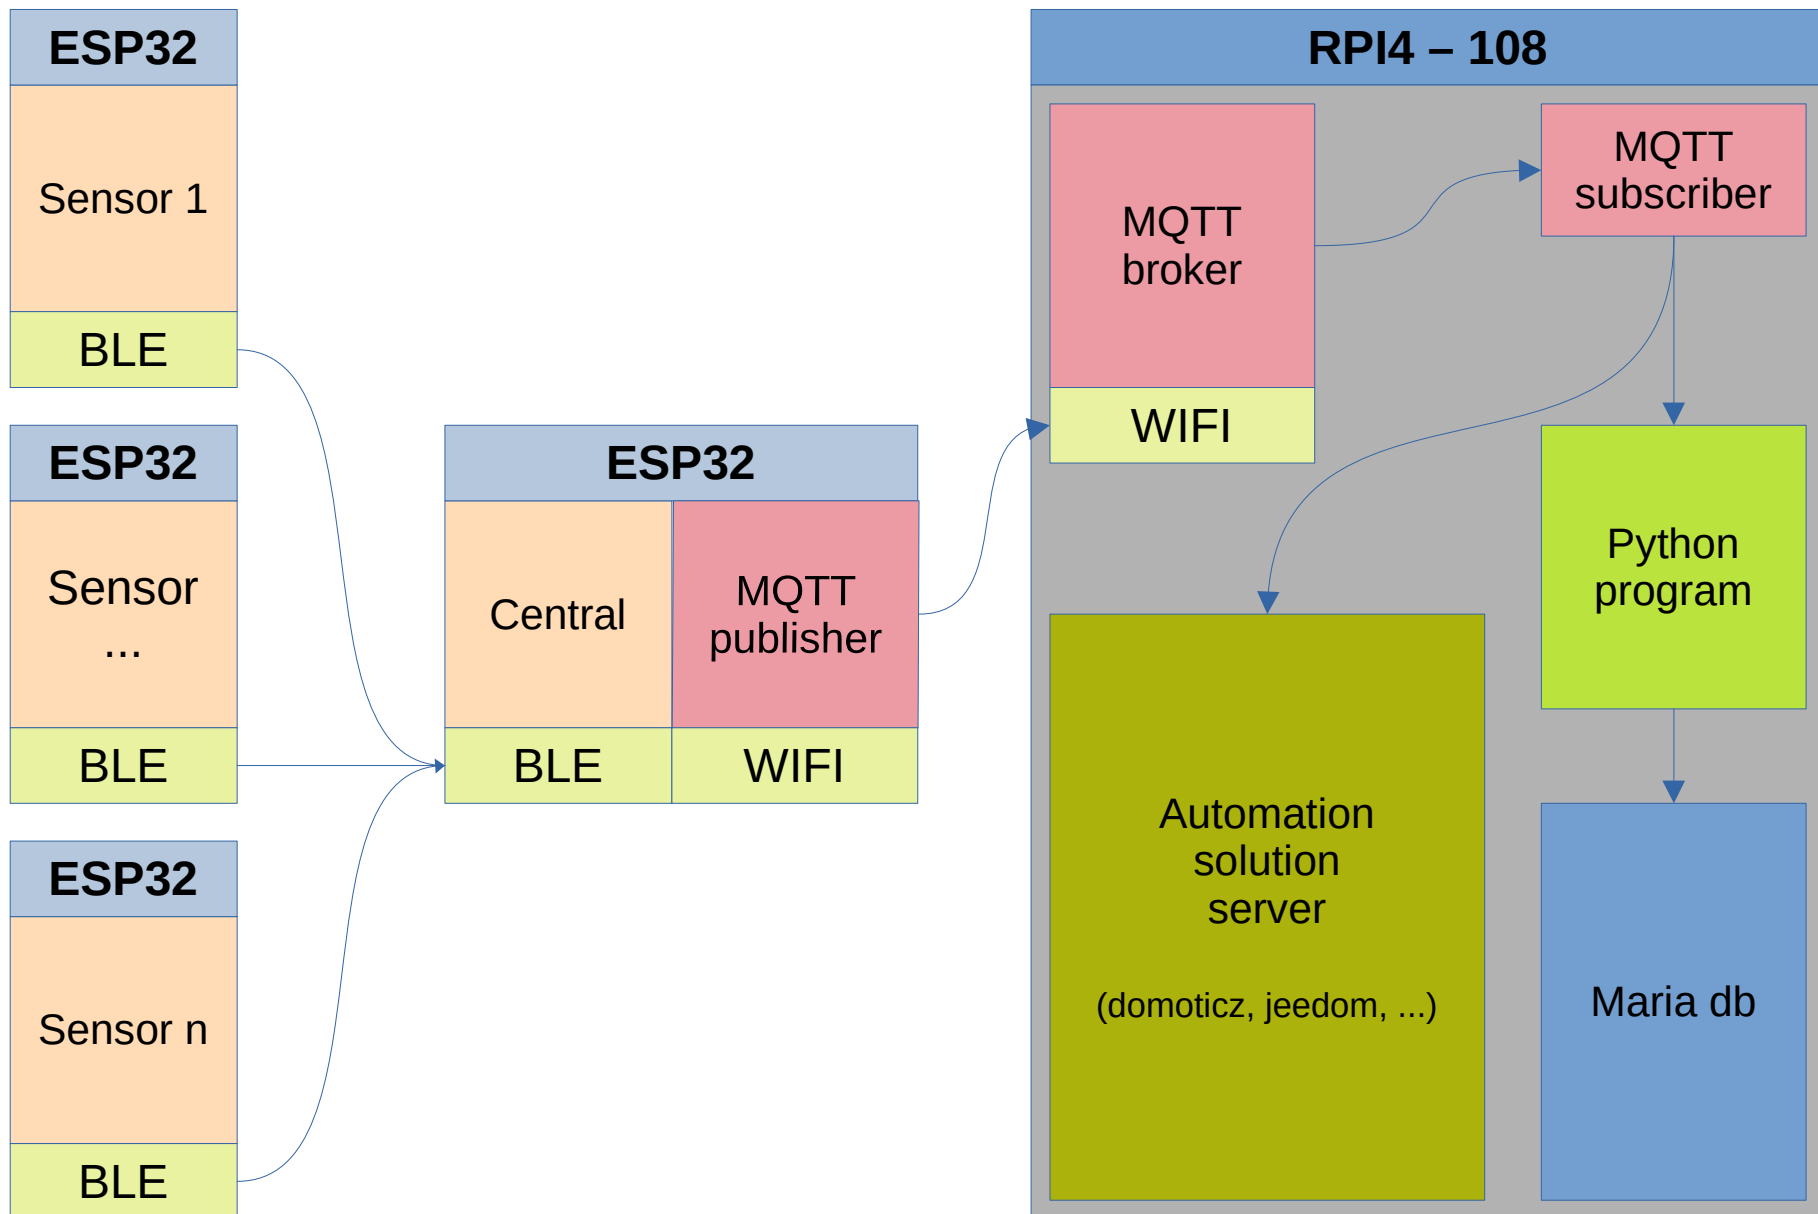 ESP32
Sensor 1
BLE
ESP32
Sensor
...
BLE
ESP32
Sensor n
BLE
ESP32
Central
MQTT
publisher
BLE
WIFI
RPI4 – 108
MQTT
broker
WIFI
MQTT
subscriber
Python
program
Automation
solution
server
(domoticz, jeedom, ...)
Maria db